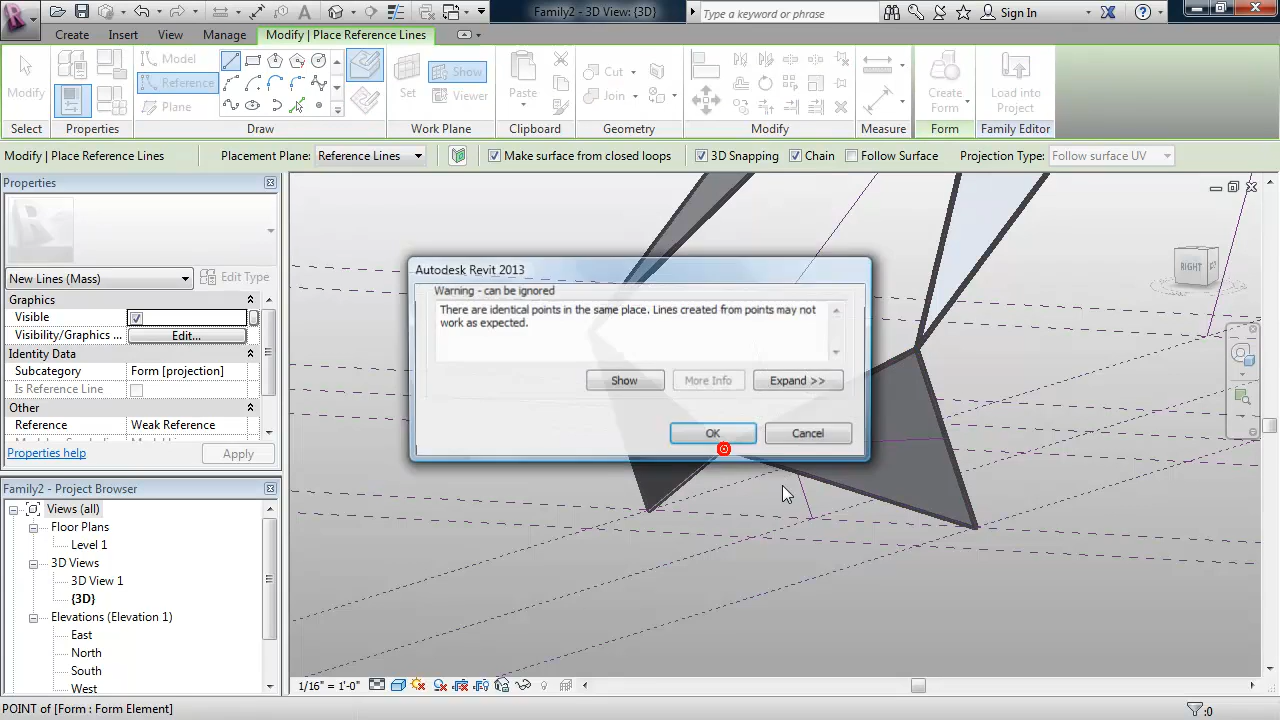 Family2 - 3D View: {3D}
Type a keyword or phrase
Sign In
Create
Insert
View
Manage
Modify | Place Reference Lines
Modify
Model
Reference
Plane
Set
Show
Viewer
Paste
Cut
Join
Create
Form
Load into
Project
Select
Properties
Draw
Work Plane
Clipboard
Geometry
Modify
Measure
Form
Family Editor
Modify | Place Reference Lines
Placement Plane:
Reference Lines
Make surface from closed loops
3D Snapping
Chain
Follow Surface
Projection Type:
Follow surface UV
Properties
New Lines (Mass)
Edit Type
Graphics
Visible
Visibility/Graphics ...
Edit...
Identity Data
Subcategory
Form [projection]
Is Reference Line
Other
Reference
Weak Reference
Properties help
Apply
Family2 - Project Browser
Views (all)
Floor Plans
Level 1
3D Views
3D View 1
{3D}
Elevations (Elevation 1)
East
North
South
West
Autodesk Revit 2013
Warning - can be ignored
There are identical points in the same place. Lines created from points may not
work as expected.
Show
More Info
Expand >>
OK
Cancel
RIGHT
1/16" = 1'-0"
POINT of [Form : Form Element]
:0